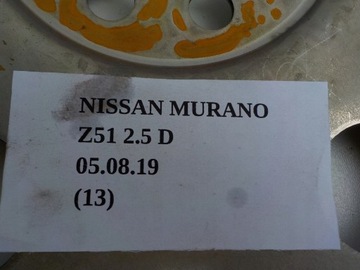 NISSAN MURANO
Z51 2.5 D
05.08.19
(13)